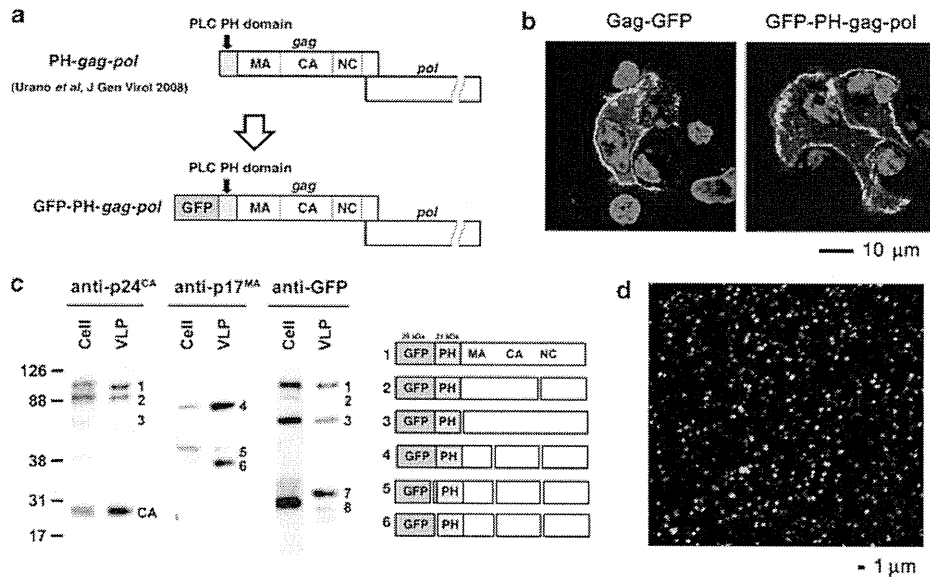 a
PLC PH domain
gag
PH-gag-pol
MA CA NC
pol
(Urano et al, J Gen Virol 2008)
PLC PH domain
gag
GFP-PH-gag-pol
GFP MA CA NC
pol
b
Gag-GFP GFP-PH-gag-pol
10 µm
c
anti-p24CA anti-p17MA anti-GFP
Cell VLP Cell VLP Cell VLP
126
88
38
31
17
1
2
3
CA
4
5
6
1
2
3
7
8
1 GFP PH MA CA NC
2 GFP PH
3 GFP PH
4 GFP PH
5 GFP PH
6 GFP PH
d
1 µm